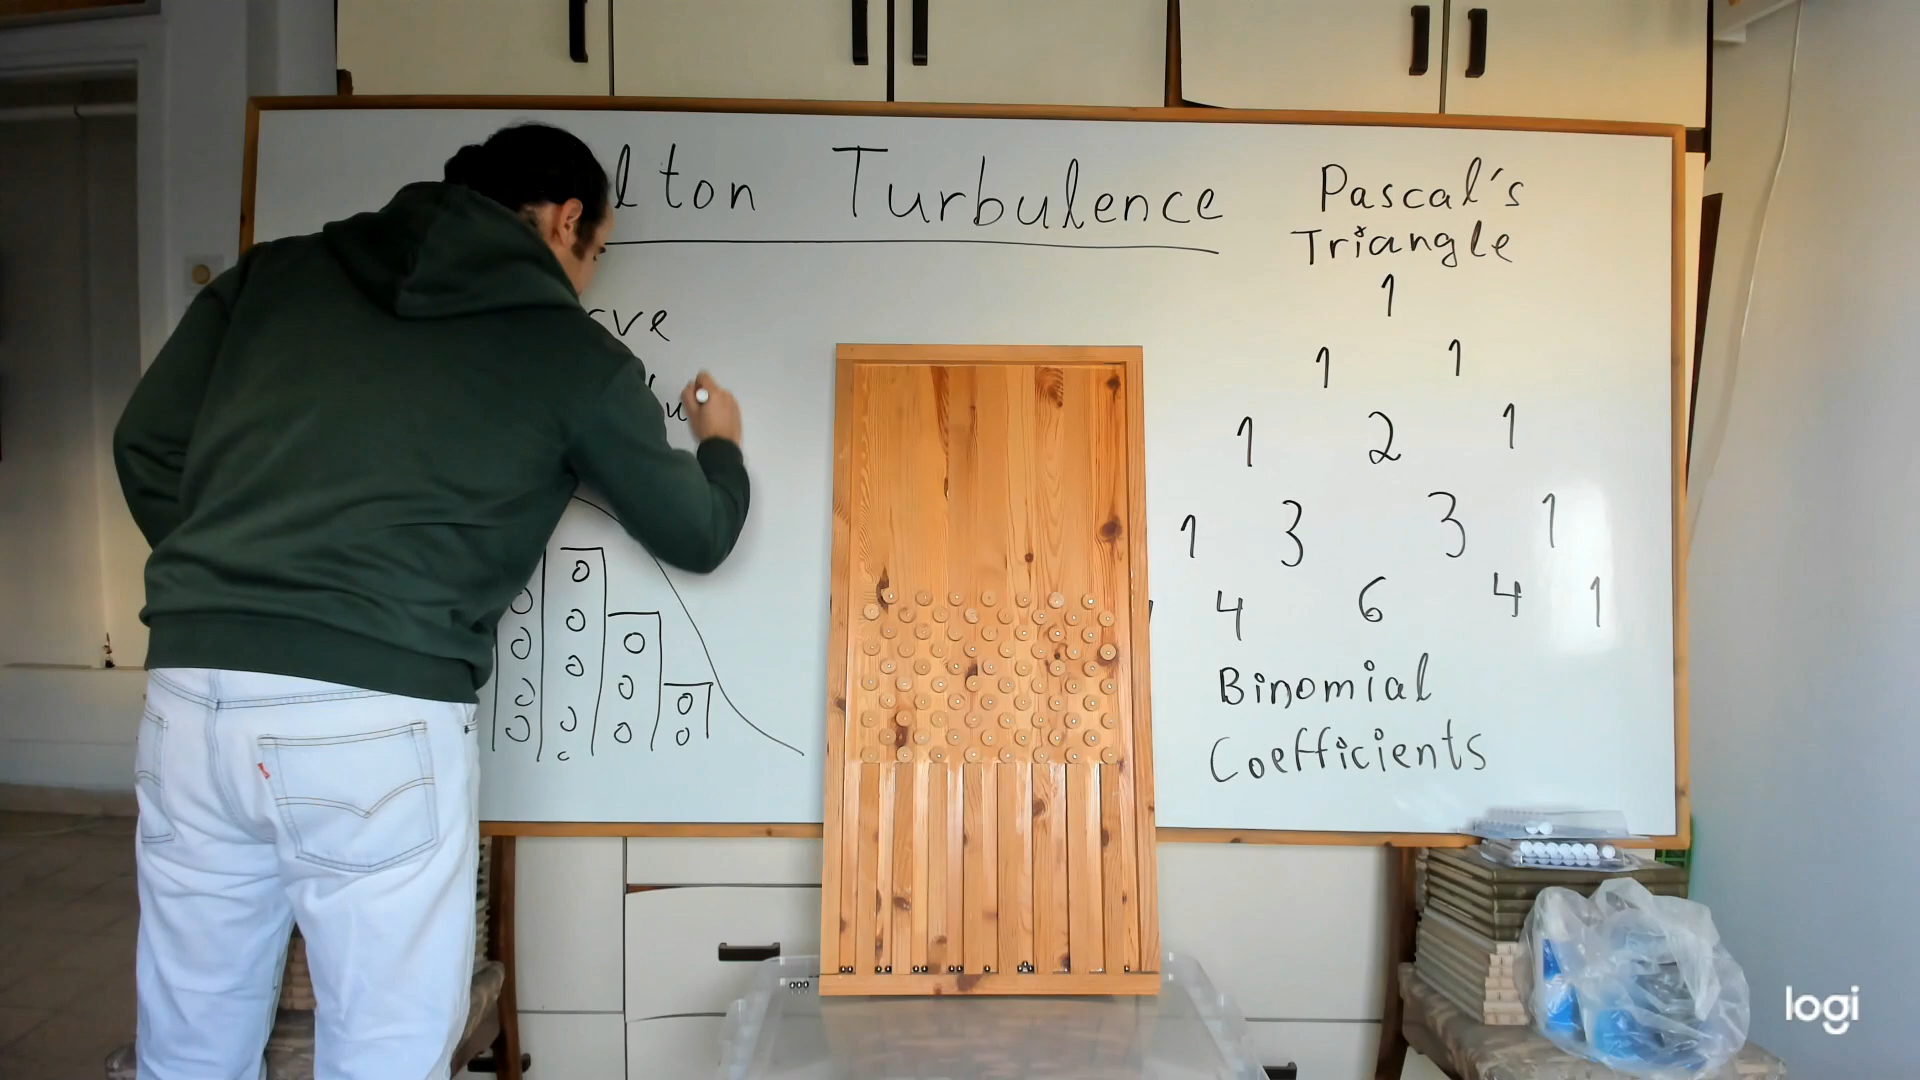 lton Turbulence
rve
Pascal's
Triangle
1
1 1
1 2 1
1 3 3 1
4 6 4 1
Binomial
Coefficients
logi